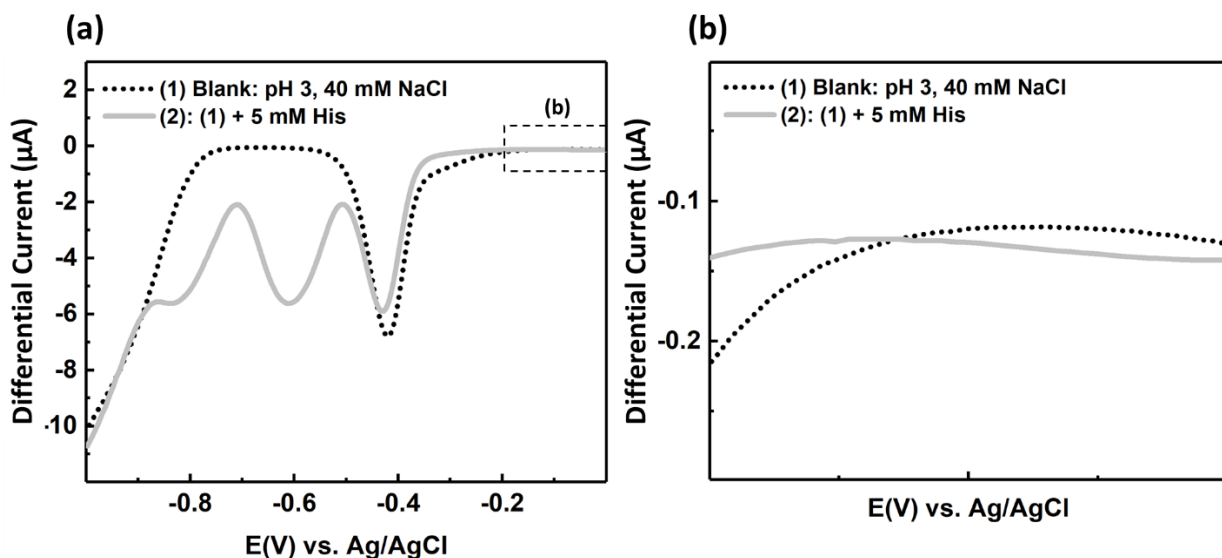 (a)
(1) Blank: pH 3, 40 mM NaCl
(2): (1) + 5 mM His
(b)
2
0
-2
-4
-6
-8
-10
Differential Current (µA)
-0.8
-0.6
-0.4
-0.2
E(V) vs. Ag/AgCl
(b)
(1) Blank: pH 3, 40 mM NaCl
(2): (1) + 5 mM His
-0.1
-0.2
Differential Current (µA)
E(V) vs. Ag/AgCl